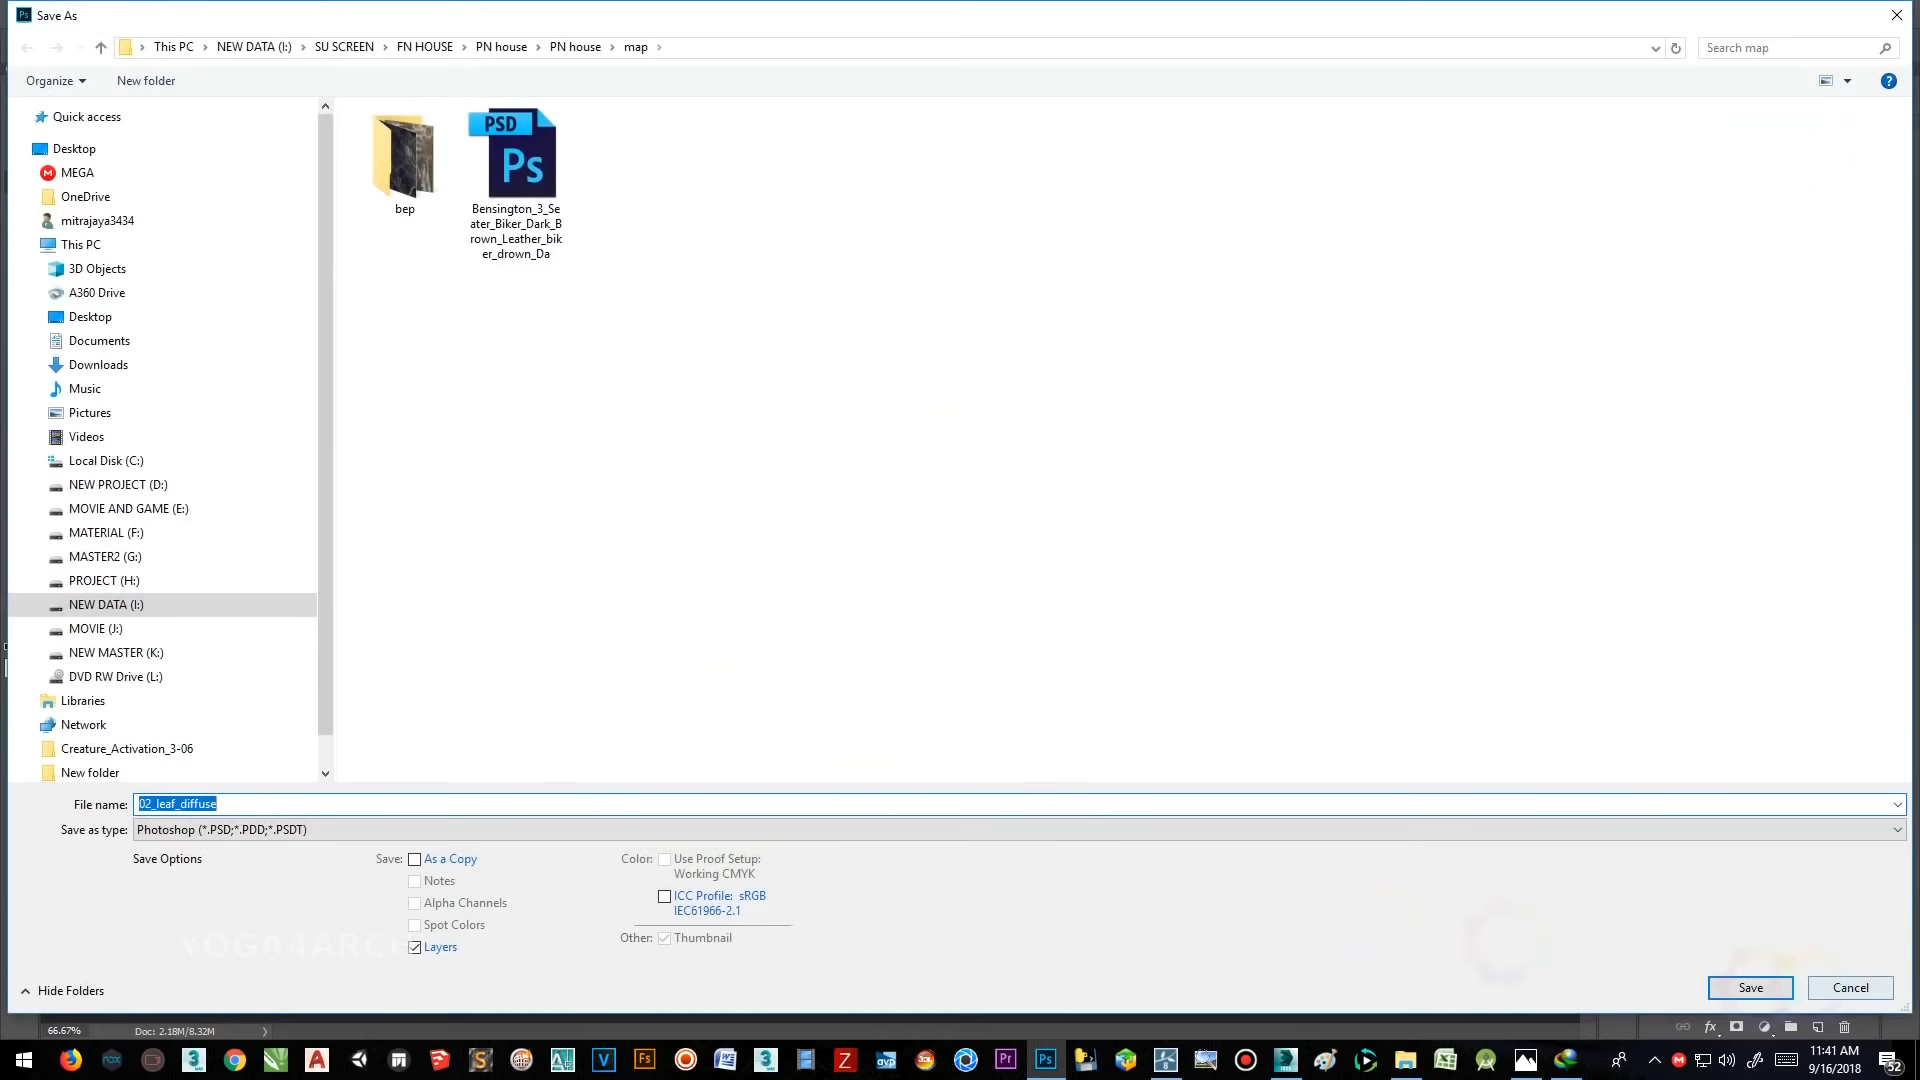 Ps Save As
This PC > NEW DATA (I:) > SU SCREEN > FN HOUSE > PN house > PN house > map >
Search map
Organize
New folder
Quick access
Desktop
MEGA
OneDrive
mitrajaya3434
This PC
3D Objects
A360 Drive
Desktop
Documents
Downloads
Music
Pictures
Videos
Local Disk (C:)
NEW PROJECT (D:)
MOVIE AND GAME (E:)
MATERIAL (F:)
MASTER2 (G:)
PROJECT (H:)
NEW DATA (I:)
MOVIE (J:)
NEW MASTER (K:)
DVD RW Drive (L:)
Libraries
Network
Creature_Activation_3-06
New folder
bep
PSD
Ps
Bensington_3_Se
ater_Biker_Dark_B
rown_Leather_bik
er_drown_Da
File name: 02_leaf_diffuse
Save as type: Photoshop (*.PSD;*.PDD;*.PSDT)
Save Options
Save: As a Copy
Notes
Alpha Channels
Spot Colors
Layers
Color: Use Proof Setup:
Working CMYK
ICC Profile: sRGB
IEC61966-2.1
Other: Thumbnail
YOGA4ARCH
Hide Folders
Save
Cancel
66.67%
Doc: 2.18M/8.32M
fx
11:41 AM
9/16/2018
52